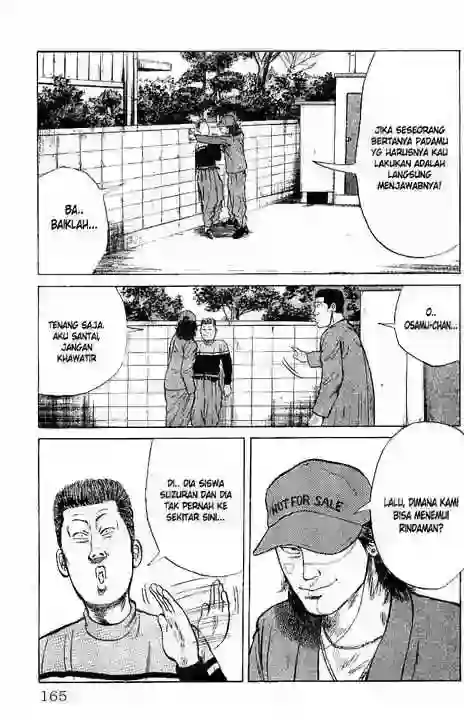 JIKA SESEORANG
BERTANYA PADAMU
YG HARUSNYA KAU
LAKUKAN ADALAH
LANGSUNG
MENJAWABNYA!
BA..
BAIKLAH...
O..
OSAMU-CHAN...
TENANG SAJA.
AKU SANTAI,
JANGAN
KHAWATIR
DI.. DIA SISWA
SUZURAN DAN DIA
TAK PERNAH KE
SEKITAR SINI...
NOT FOR SALE
LALU, DIMANA KAMI
BISA MENEMUI
RINDAMAN?
165